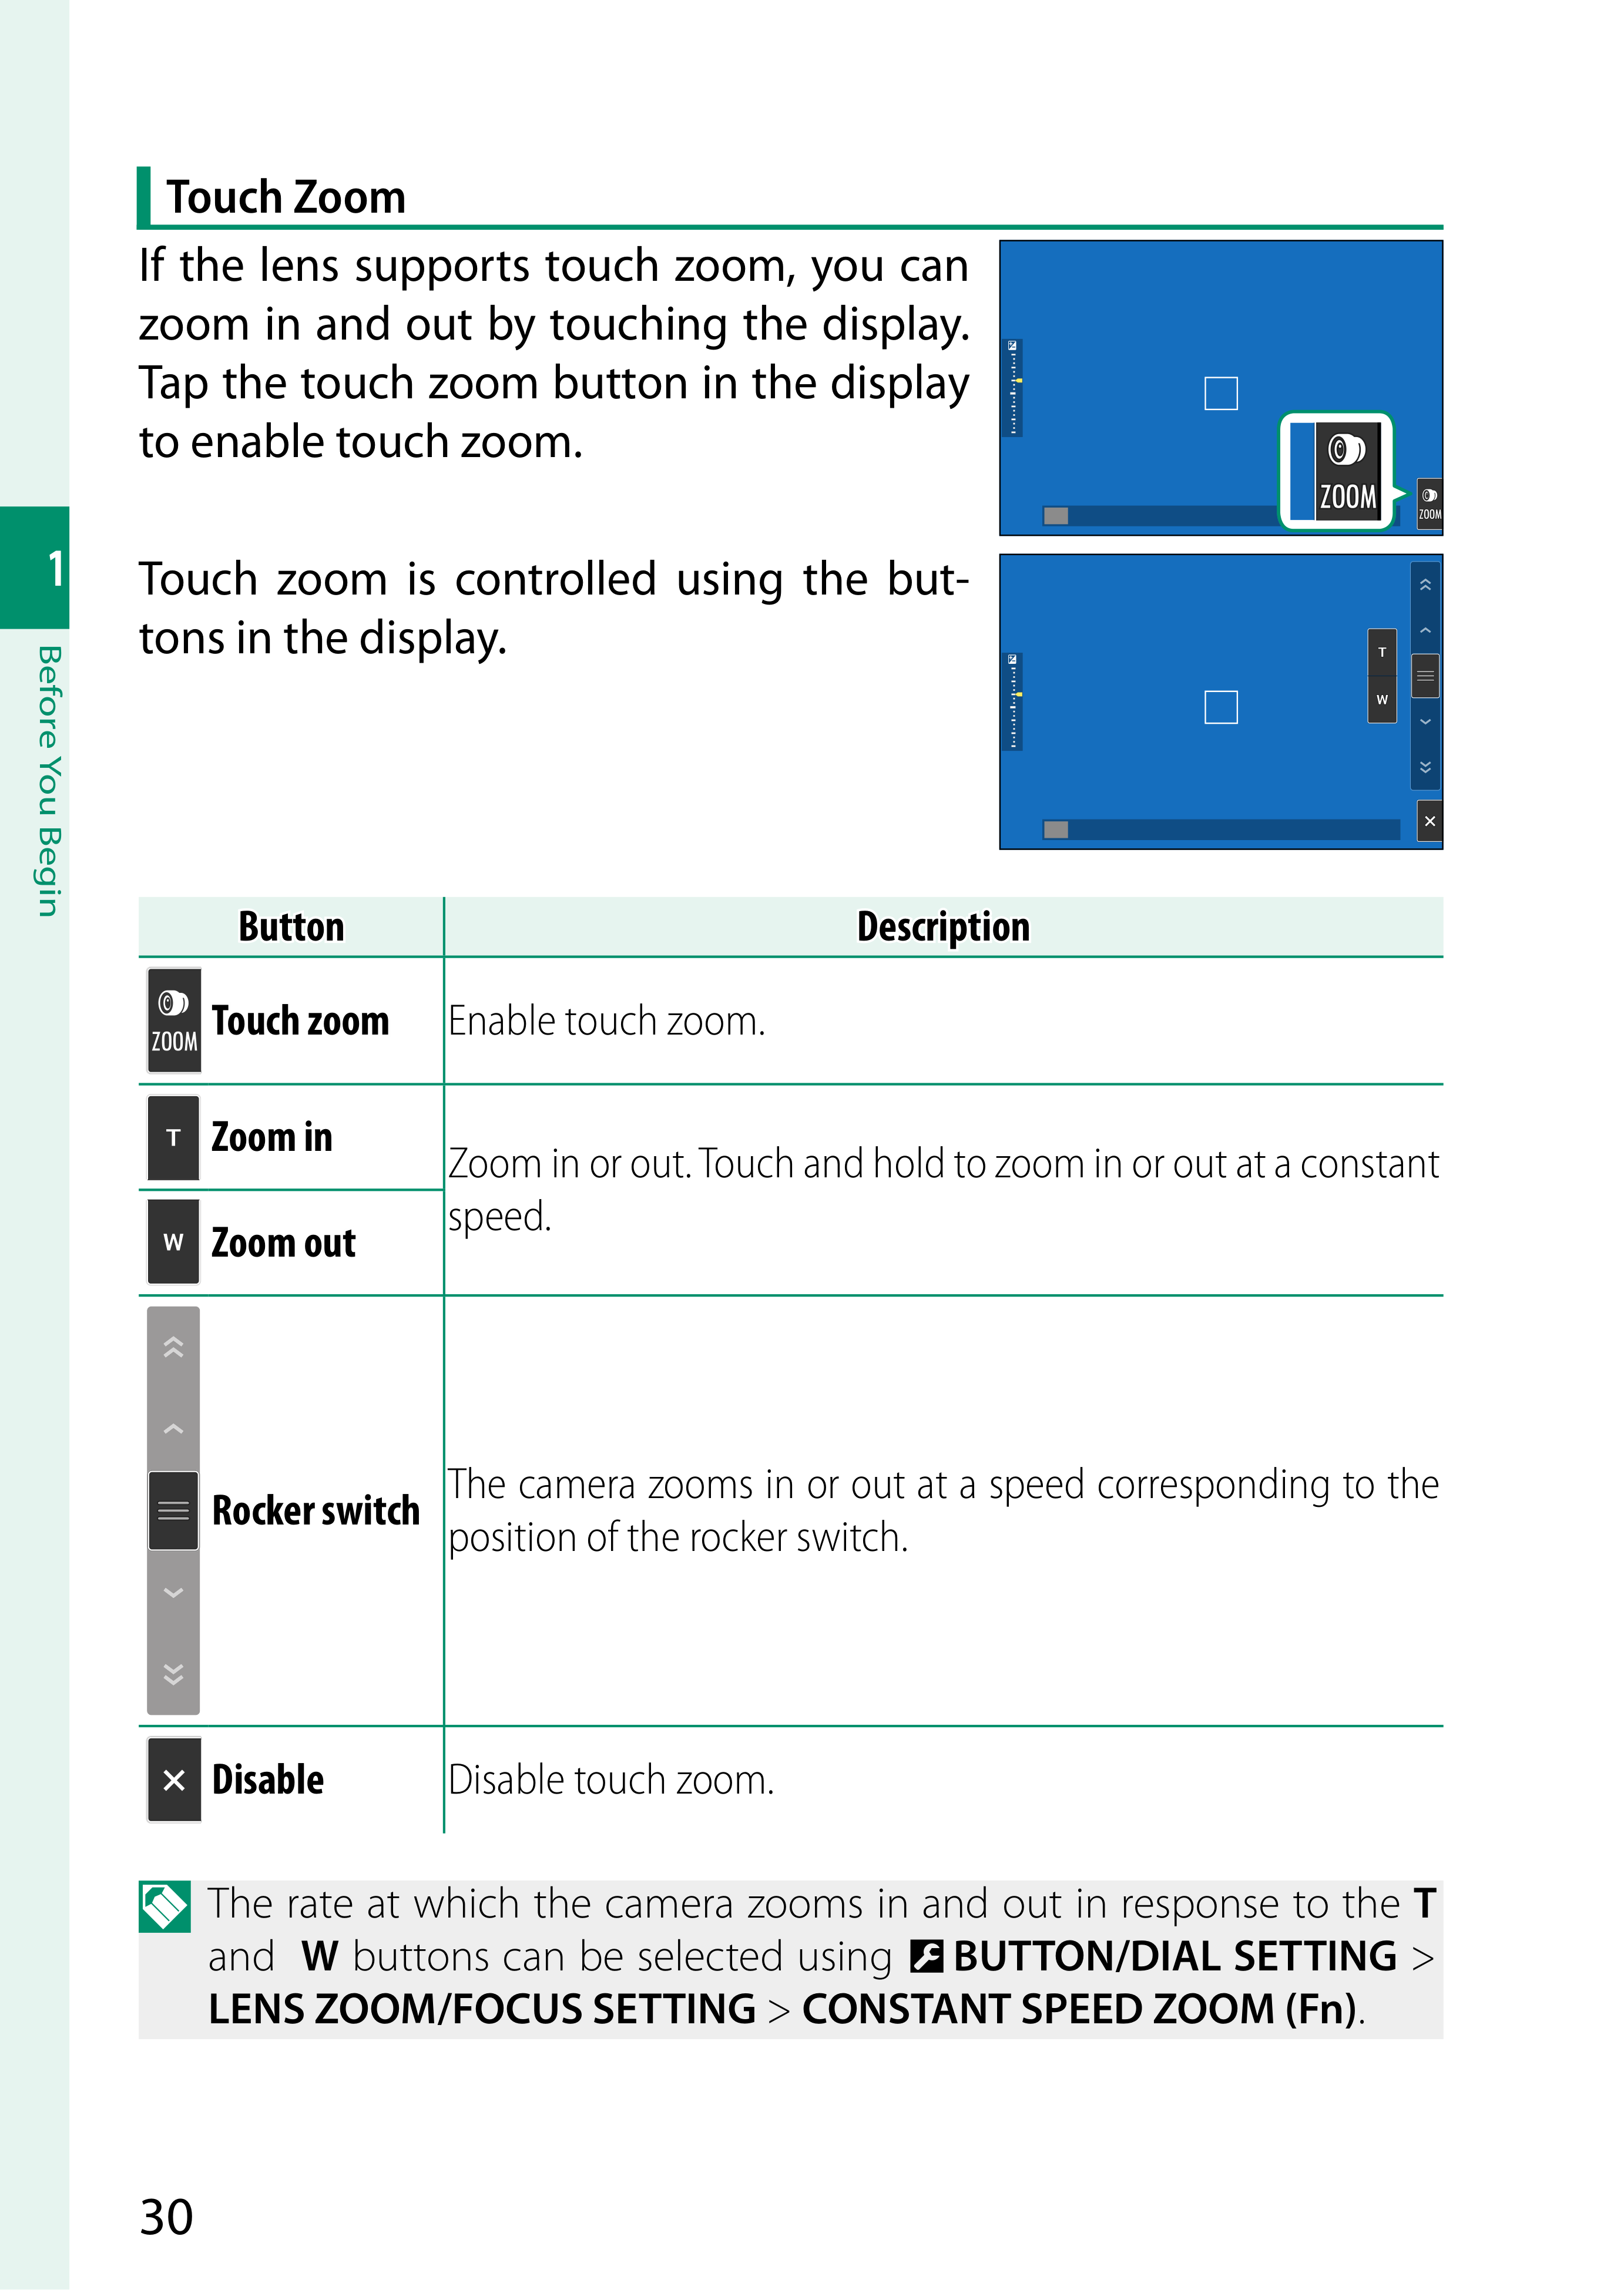 Touch Zoom
If the lens supports touch zoom, you can
zoom in and out by touching the display.
Tap the touch zoom button in the display
to enable touch zoom.
ZOOM
ZOOM
Touch zoom is controlled using the but-
tons in the display.
T
W
1
Before You Begin
Button Description
ZOOM Touch zoom Enable touch zoom.
T Zoom in
Zoom in or out. Touch and hold to zoom in or out at a constant
speed.
W Zoom out
Rocker switch
The camera zooms in or out at a speed corresponding to the
position of the rocker switch.
Disable Disable touch zoom.
The rate at which the camera zooms in and out in response to the T
and W buttons can be selected using BUTTON/DIAL SETTING >
LENS ZOOM/FOCUS SETTING > CONSTANT SPEED ZOOM (Fn).
30